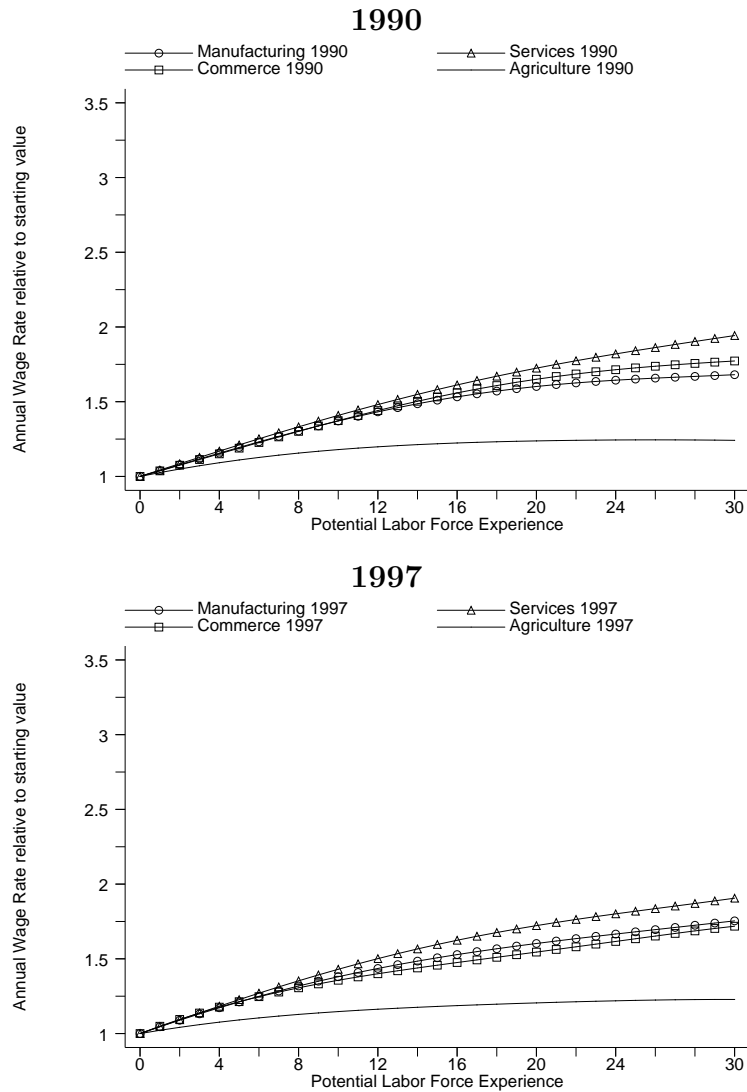 1990
Manufacturing 1990 Services 1990
Commerce 1990 Agriculture 1990
Annual Wage Rate relative to starting value
3.5
3
2.5
2
1.5
1
0 4 8 12 16 20 24 30
Potential Labor Force Experience
1997
Manufacturing 1997 Services 1997
Commerce 1997 Agriculture 1997
Annual Wage Rate relative to starting value
3.5
3
2.5
2
1.5
1
0 4 8 12 16 20 24 30
Potential Labor Force Experience